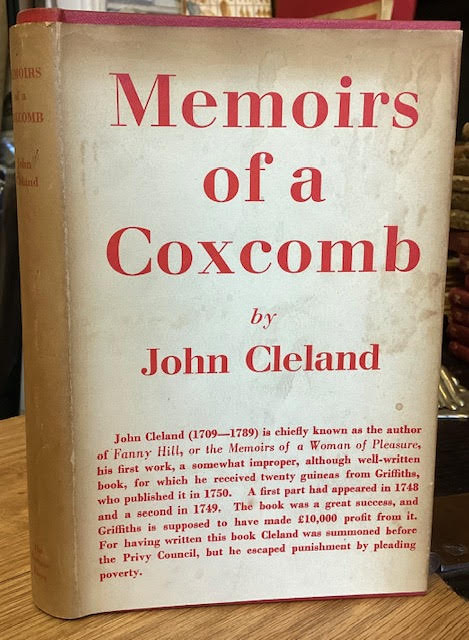 Memoirs
of a
Coxcomb
by
John Cleland
John Cleland (1709—1789) is chiefly known as the author
of Fanny Hill, or the Memoirs of a Woman of Pleasure,
his first work, a somewhat improper, although well-written
book, for which he received twenty guineas from Griffiths,
who published it in 1750. A first part had appeared in 1748
and a second in 1749. The book was a great success, and
Griffiths is supposed to have made £10,000 profit from it.
For having written this book Cleland was summoned before
the Privy Council, but he escaped punishment by pleading
poverty.
MEMOIRS
of a
COXCOMB
John
Cleland